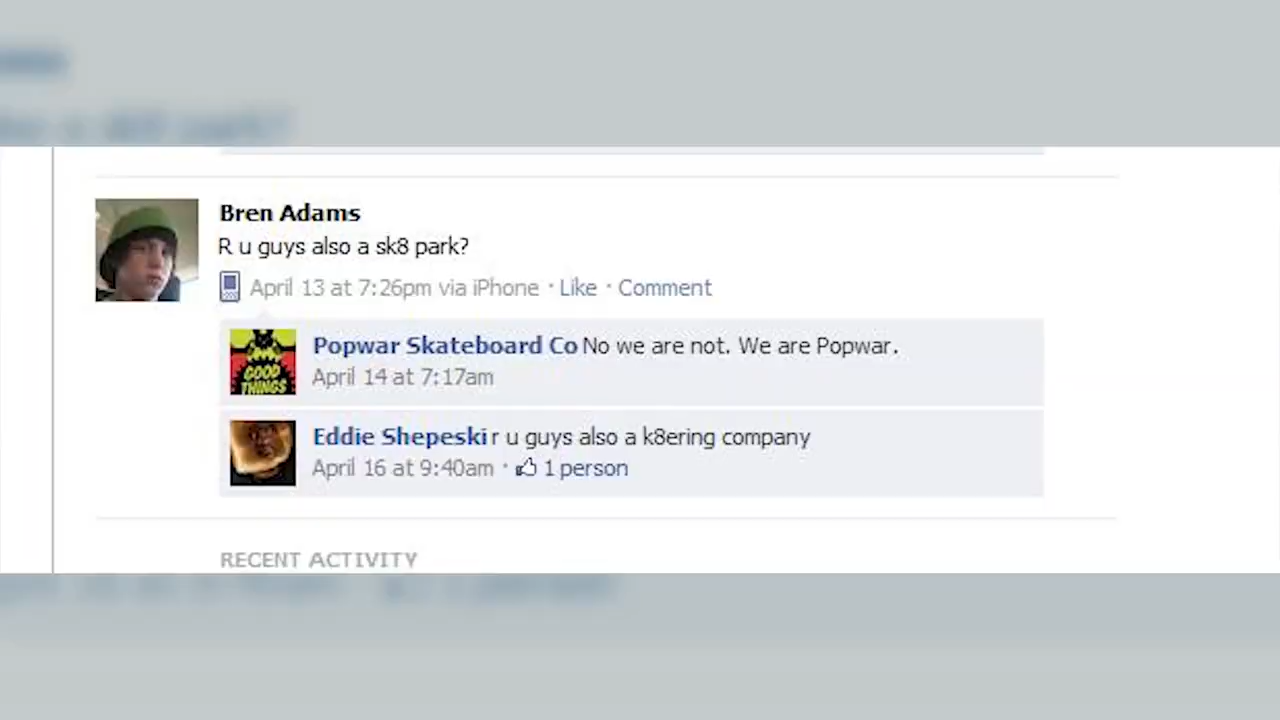 Bren Adams
R u guys also a sk8 park?
April 13 at 7:26pm via iPhone · Like · Comment
Popwar Skateboard Co No we are not. We are Popwar.
GOOD
THINGS
April 14 at 7:17am
Eddie Shepeski r u guys also a k8ering company
April 16 at 9:40am · 1 person
RECENT ACTIVITY